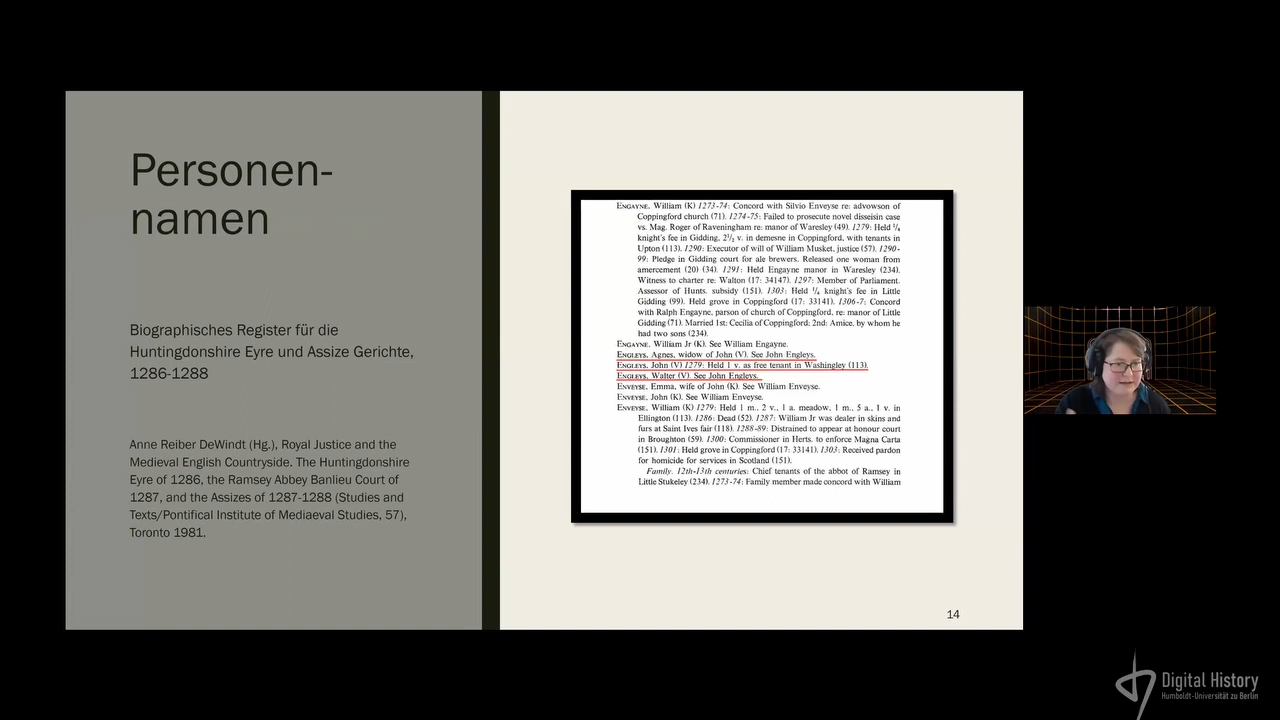 Personen-
namen
Biographisches Register für die
Huntingdonshire Eyre und Assize Gerichte,
1286-1288
Anne Reiber DeWindt (Hg.), Royal Justice and the
Medieval English Countryside. The Huntingdonshire
Eyre of 1286, the Ramsey Abbey Banlieu Court of
1287, and the Assizes of 1287-1288 (Studies and
Texts/Pontifical Institute of Mediaeval Studies, 57),
Toronto 1981.
ENGAYNE, William (K) 1273-74: Concord with Silvio Enveyse re: advowson of
Coppingford church (71). 1274-75: Failed to prosecute novel disseisin case
vs. Mag. Roger of Raveningham re: manor of Waresley (49). 1279: Held 1/4
knight's fee in Gidding, 2 1/2 v. in demesne in Coppingford, with tenants in
Upton (113). 1290: Executor of will of William Musket, justice (57). 1290-
99: Pledge in Gidding court for ale brewers. Released one woman from
amercement (20) (34). 1291: Held Engayne manor in Waresley (234).
Witness to charter re: Walton (17: 34147). 1297: Member of Parliament.
Assessor of Hunts. subsidy (151). 1303: Held 1/4 knight's fee in Little
Gidding (99). Held grove in Coppingford (17: 33141). 1306-7: Concord
with Ralph Engayne, parson of church of Coppingford, re: manor of Little
Gidding (71). Married 1st: Cecilia of Coppingford; 2nd: Amice, by whom he
had two sons (234).
ENGAYNE, William Jr (K). See William Engayne.
ENGLEYS, Agnes, widow of John (V). See John Engleys.
ENGLEYS, John (V) 1279: Held 1 v. as free tenant in Washingley (113).
ENGLEYS, Walter (V). See John Engleys.
ENVEYSE, Emma, wife of John (K). See William Enveyse.
ENVEYSE, John (K). See William Enveyse.
ENVEYSE, William (K) 1279: Held 1 m., 2 v., 1 a. meadow, 1 m., 5 a., 1 v. in
Ellington (113). 1286: Dead (52). 1287: William Jr was dealer in skins and
furs at Saint Ives fair (118). 1288-89: Distrained to appear at honour court
in Broughton (59). 1300: Commissioner in Herts. to enforce Magna Carta
(151). 1301: Held grove in Coppingford (17: 33141). 1303: Received pardon
for homicide for services in Scotland (151).
Family. 12th-13th centuries: Chief tenants of the abbot of Ramsey in
Little Stukeley (234). 1273-74: Family member made concord with William
14
Digital History
Humboldt-Universität zu Berlin